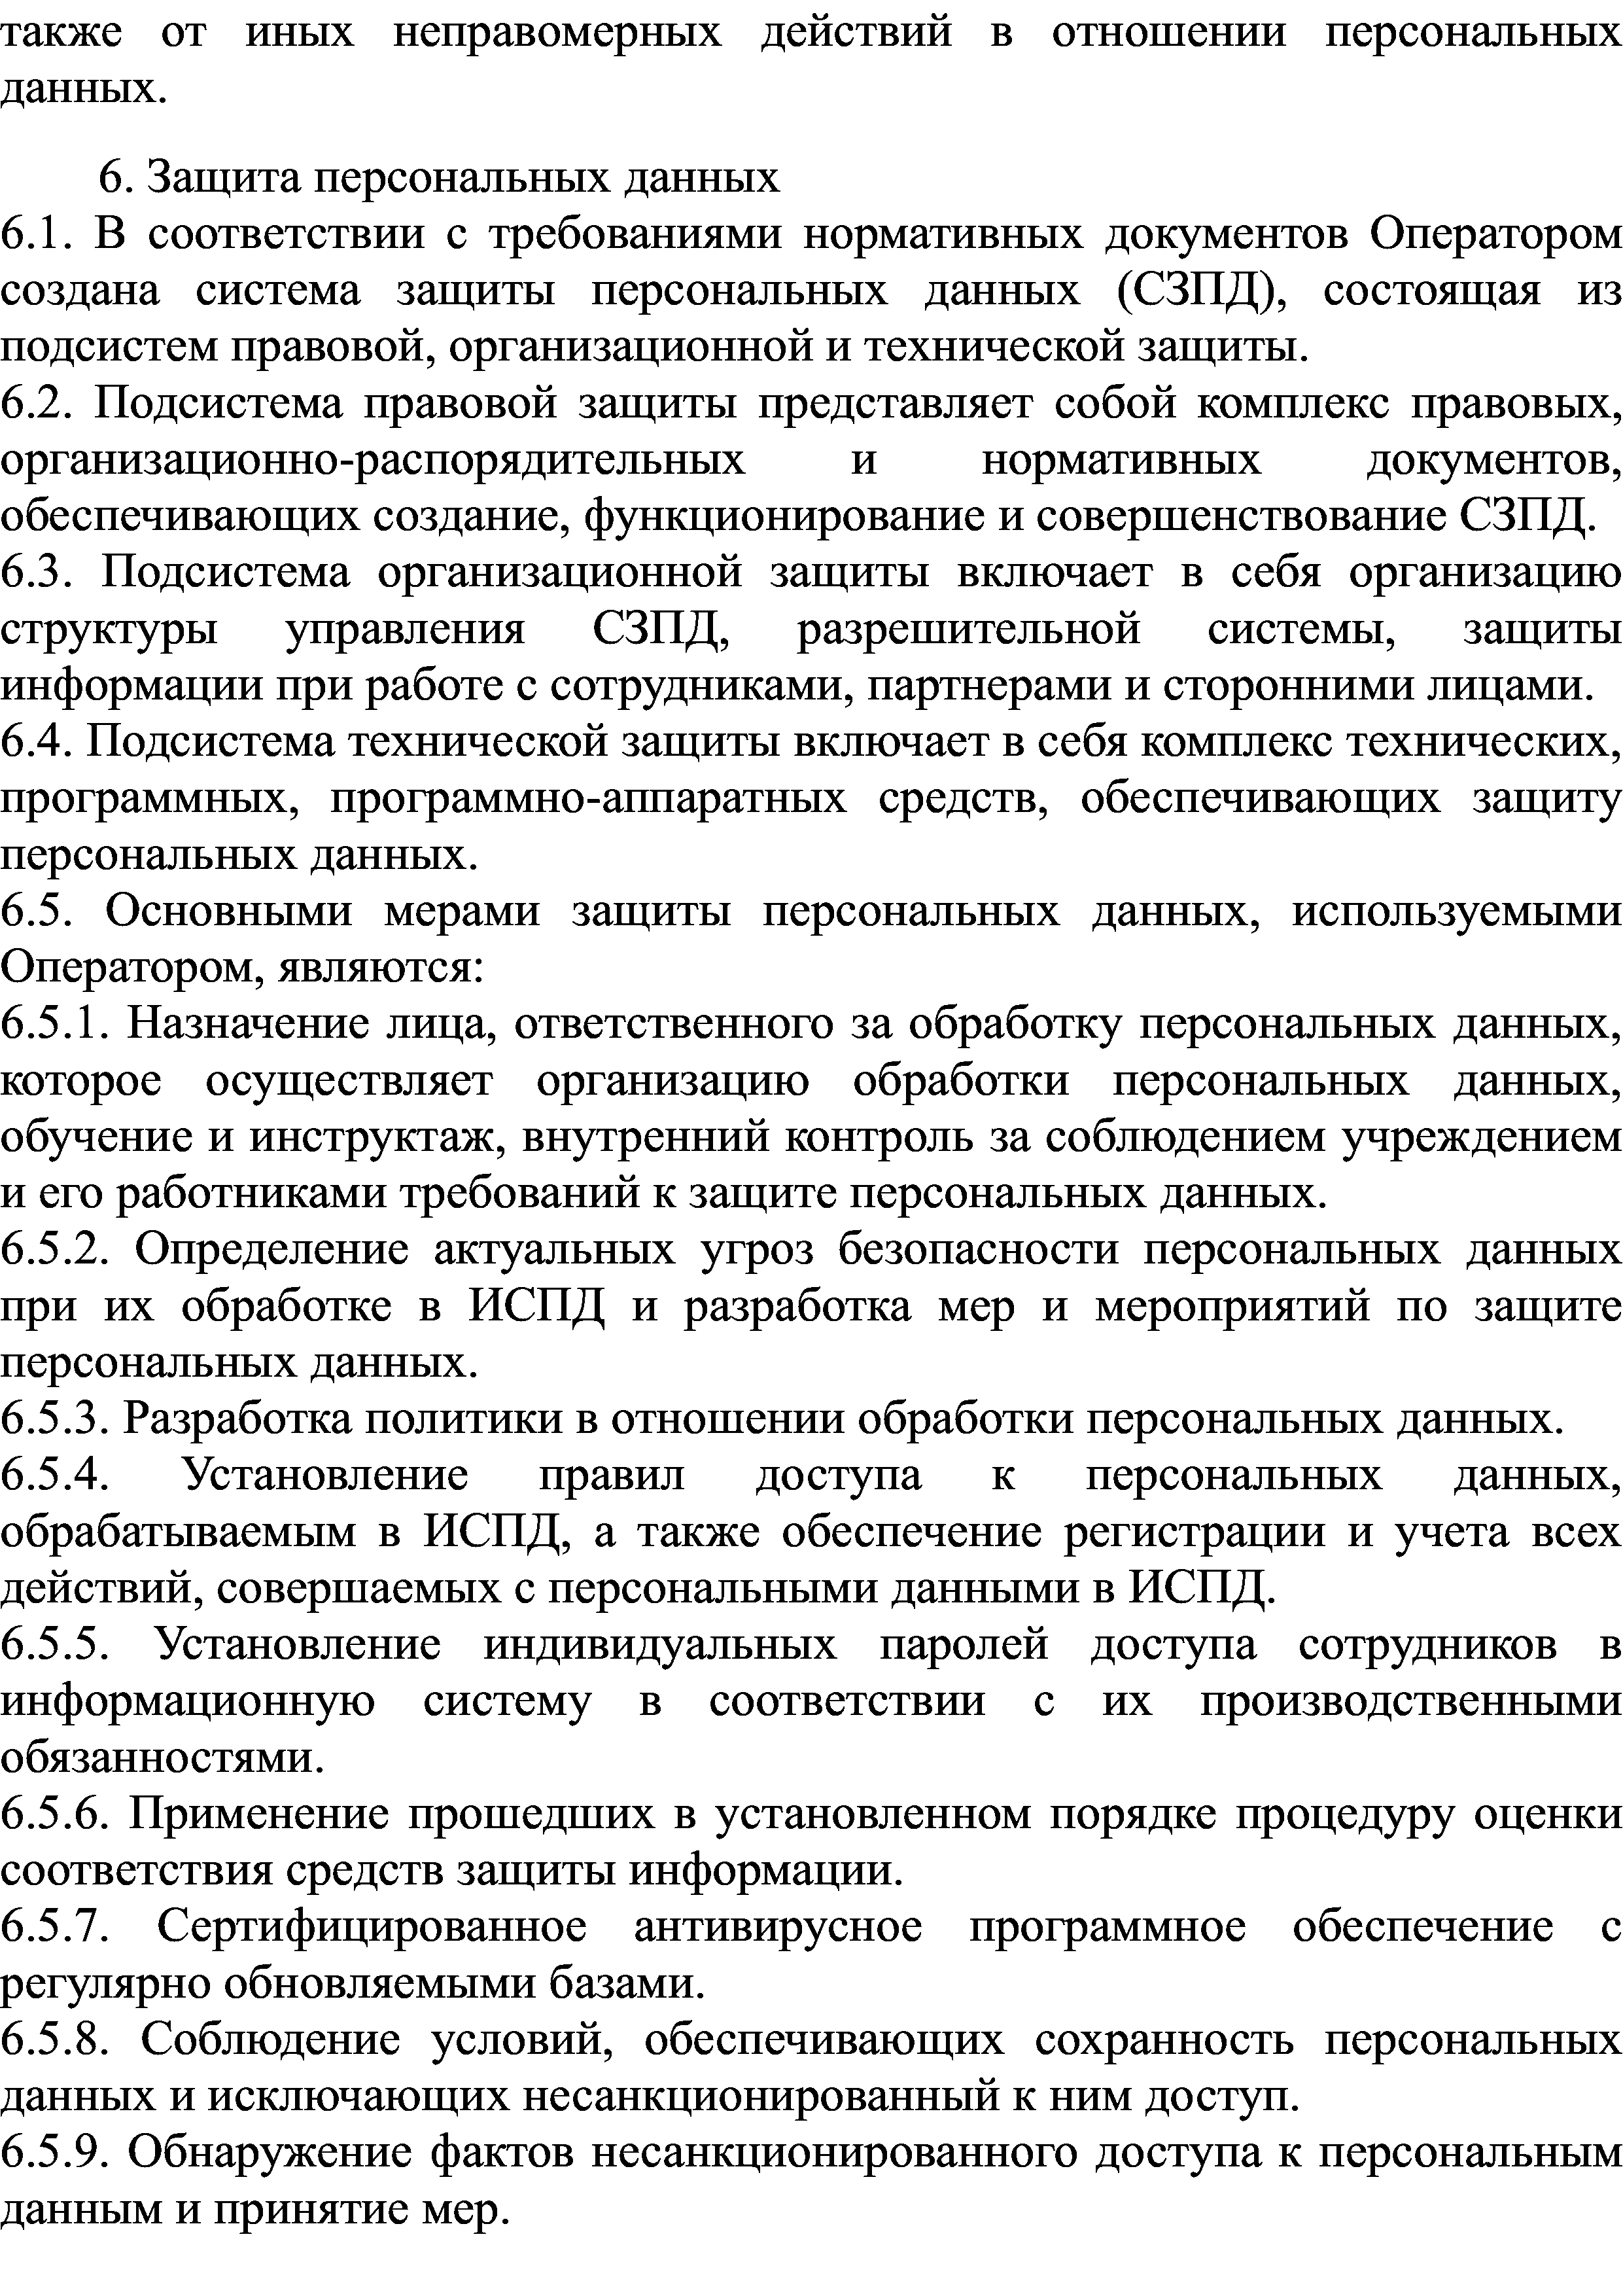 также от иных неправомерных действий в отношении персональных
данных.
6. Защита персональных данных
6.1. В соответствии с требованиями нормативных документов Оператором
создана система защиты персональных данных (СЗПД), состоящая из
подсистем правовой, организационной и технической защиты.
6.2. Подсистема правовой защиты представляет собой комплекс правовых,
организационно-распорядительных и нормативных документов,
обеспечивающих создание, функционирование и совершенствование СЗПД.
6.3. Подсистема организационной защиты включает в себя организацию
структуры управления СЗПД, разрешительной системы, защиты
информации при работе с сотрудниками, партнерами и сторонними лицами.
6.4. Подсистема технической защиты включает в себя комплекс технических,
программных, программно-аппаратных средств, обеспечивающих защиту
персональных данных.
6.5. Основными мерами защиты персональных данных, используемыми
Оператором, являются:
6.5.1. Назначение лица, ответственного за обработку персональных данных,
которое осуществляет организацию обработки персональных данных,
обучение и инструктаж, внутренний контроль за соблюдением учреждением
и его работниками требований к защите персональных данных.
6.5.2. Определение актуальных угроз безопасности персональных данных
при их обработке в ИСПД и разработка мер и мероприятий по защите
персональных данных.
6.5.3. Разработка политики в отношении обработки персональных данных.
6.5.4. Установление правил доступа к персональных данных,
обрабатываемым в ИСПД, а также обеспечение регистрации и учета всех
действий, совершаемых с персональными данными в ИСПД.
6.5.5. Установление индивидуальных паролей доступа сотрудников в
информационную систему в соответствии с их производственными
обязанностями.
6.5.6. Применение прошедших в установленном порядке процедуру оценки
соответствия средств защиты информации.
6.5.7. Сертифицированное антивирусное программное обеспечение с
регулярно обновляемыми базами.
6.5.8. Соблюдение условий, обеспечивающих сохранность персональных
данных и исключающих несанкционированный к ним доступ.
6.5.9. Обнаружение фактов несанкционированного доступа к персональным
данным и принятие мер.